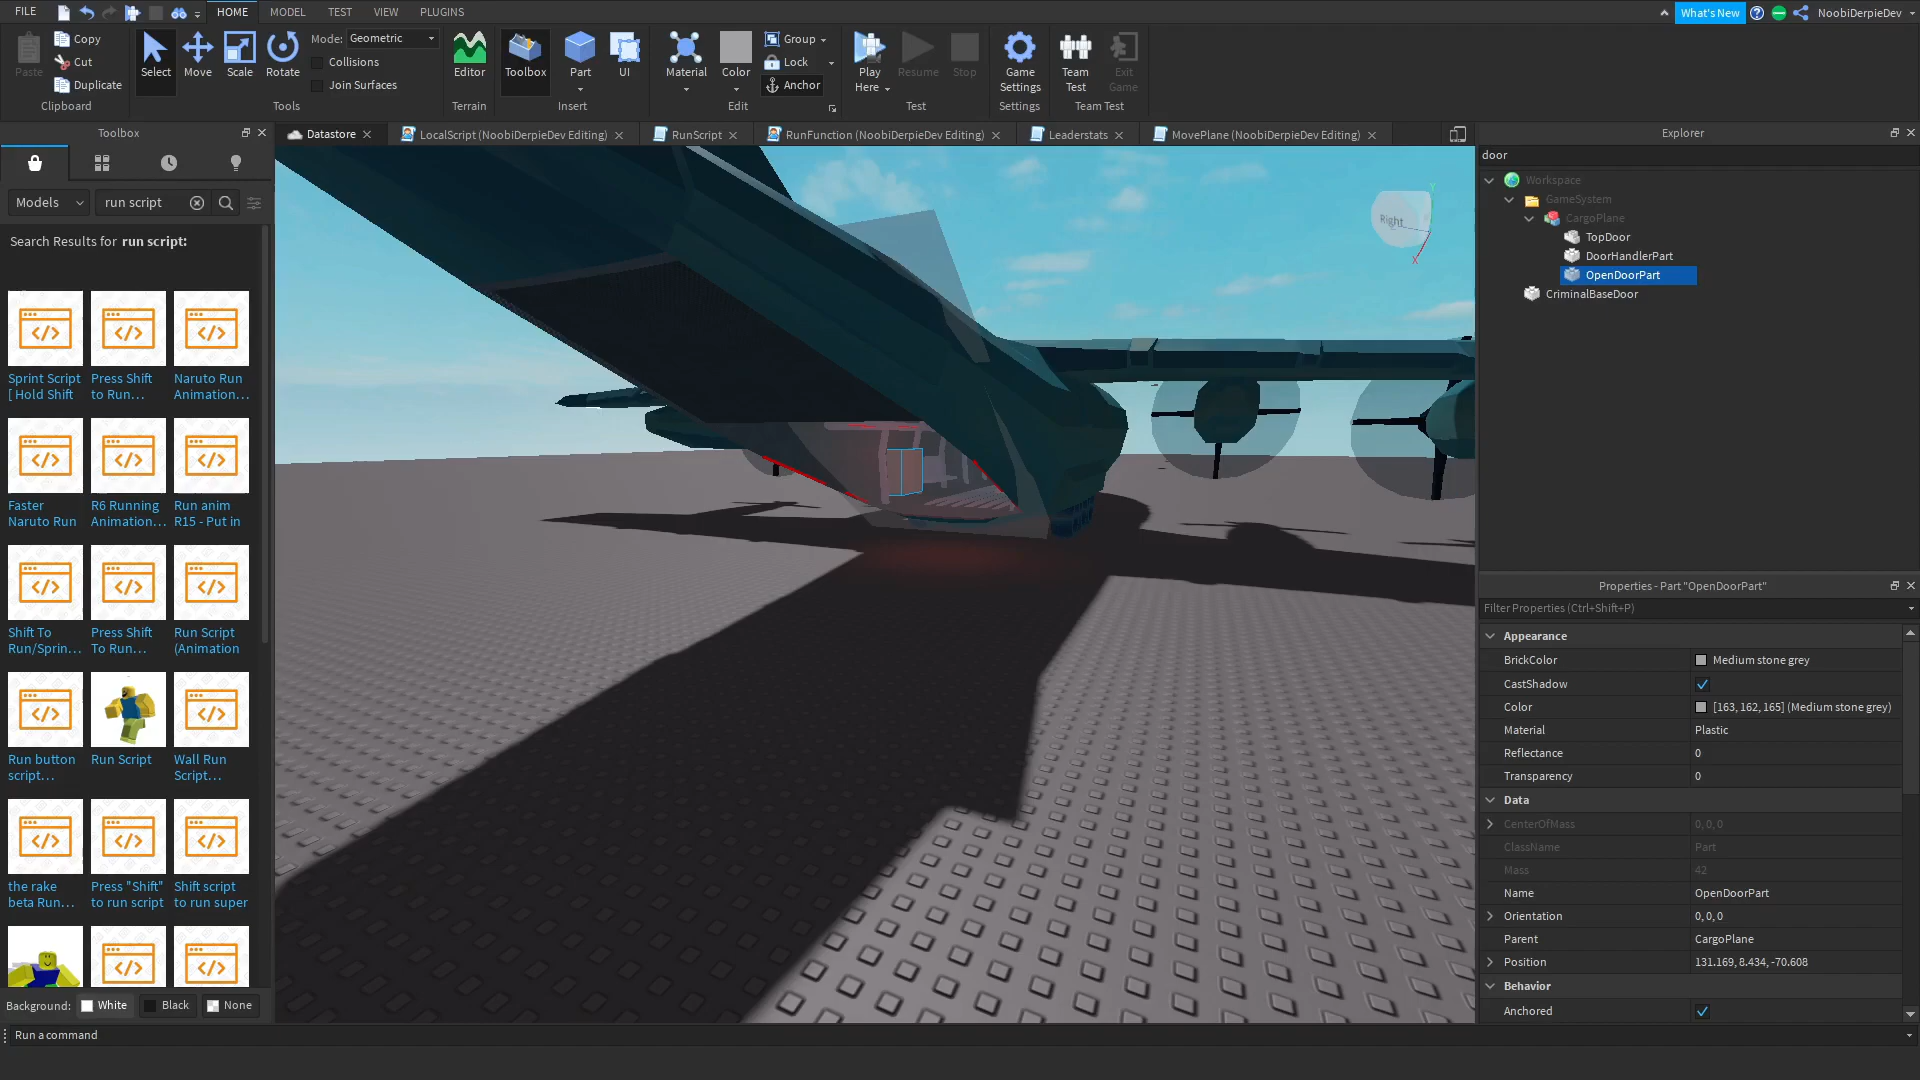 FILE
HOME
MODEL
TEST
VIEW
PLUGINS
What's New
NoobiDerpieDev
Paste
Copy
Cut
Duplicate
Clipboard
Select
Move
Scale
Rotate
Mode: Geometric
Collisions
Join Surfaces
Tools
Editor
Terrain
Toolbox
Part
UI
Insert
Material
Color
Group
Lock
Anchor
Edit
Play
Here
Resume
Stop
Test
Game
Settings
Settings
Team
Test
Exit
Game
Team Test
Toolbox
Datastore
LocalScript (NoobiDerpieDev Editing)
RunScript
RunFunction (NoobiDerpieDev Editing)
Leaderstats
MovePlane (NoobiDerpieDev Editing)
Models
run script
Search Results for run script:
Sprint Script
[ Hold Shift
Press Shift
to Run...
Naruto Run
Animation...
Faster
Naruto Run
R6 Running
Animation...
Run anim
R15 - Put in
Shift To
Run/Sprin...
Press Shift
To Run...
Run Script
(Animation
Run button
script...
Run Script
Wall Run
Script...
the rake
beta Run...
Press "Shift"
to run script
Shift script
to run super
Background:
White
Black
None
Run a command
Right
Y
X
Explorer
door
Workspace
GameSystem
CargoPlane
TopDoor
DoorHandlerPart
OpenDoorPart
CriminalBaseDoor
Properties - Part "OpenDoorPart"
Filter Properties (Ctrl+Shift+P)
Appearance
BrickColor Medium stone grey
CastShadow
Color [163, 162, 165] (Medium stone grey)
Material Plastic
Reflectance 0
Transparency 0
Data
CenterOfMass 0, 0, 0
ClassName Part
Mass 42
Name OpenDoorPart
Orientation 0, 0, 0
Parent CargoPlane
Position 131.169, 8.434, -70.608
Behavior
Anchored